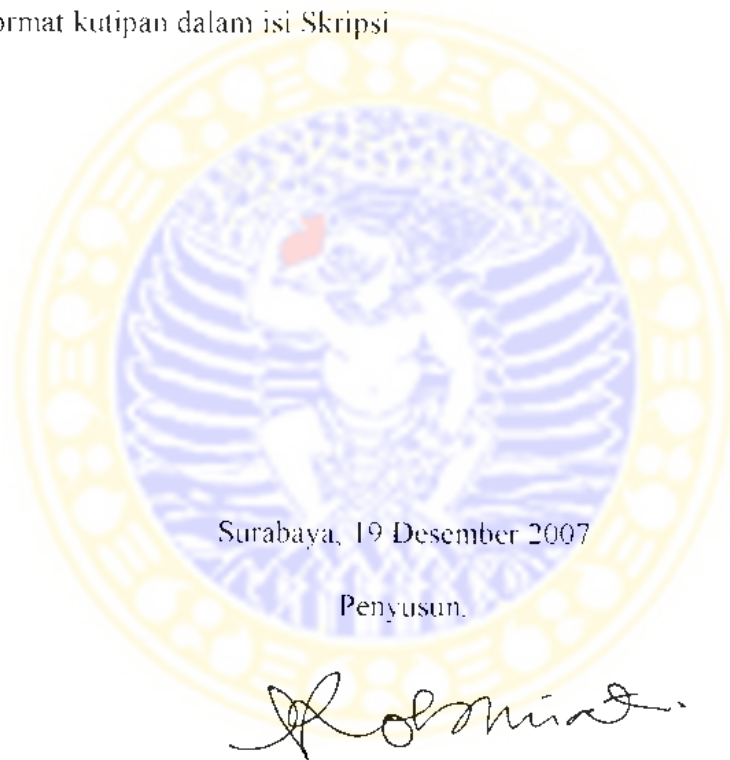 ormat kutipan dalam isi Skripsi
Surabaya, 19 Desember 2007
Penyusun,